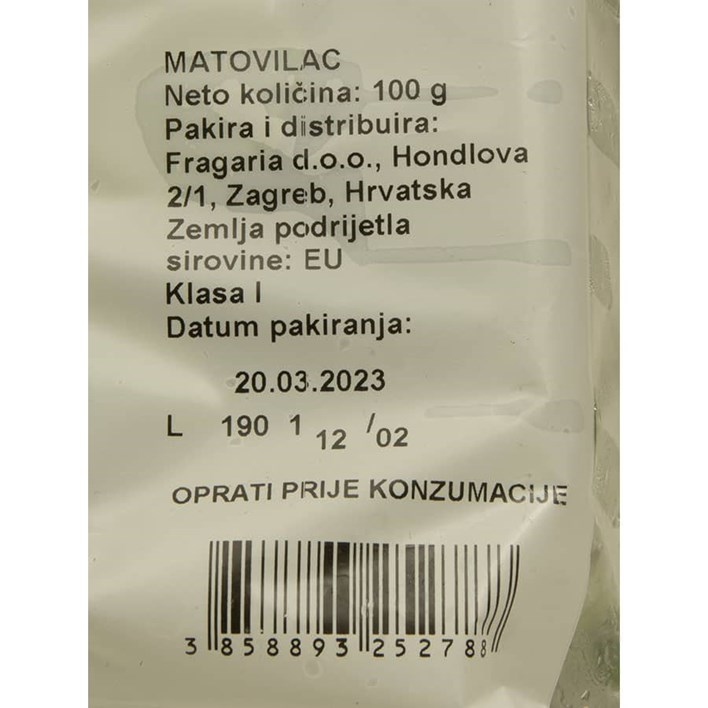 MATOVILAC
Neto količina: 100 g
Pakira i distribuira:
Fragaria d.o.o., Hondlova
2/1, Zagreb, Hrvatska
Zemlja podrijetla
sirovine: EU
Klasa I
Datum pakiranja:
20.03.2023
L 190 1 12 /02
OPRATI PRIJE KONZUMACIJE
3 858893 252788